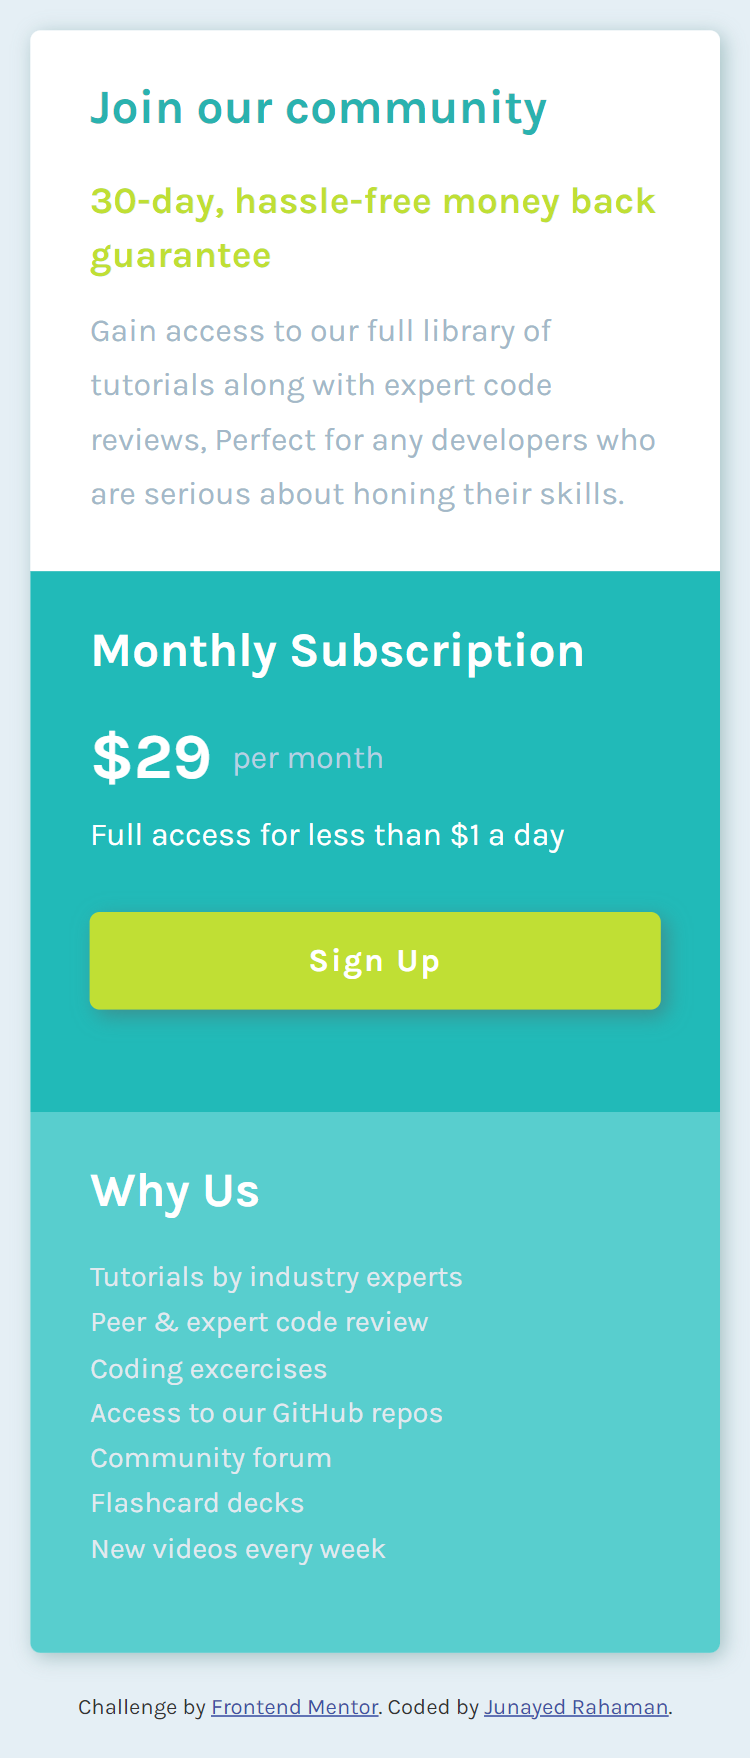 Join our community
30-day, hassle-free money back
guarantee
Gain access to our full library of
tutorials along with expert code
reviews, Perfect for any developers who
are serious about honing their skills.
Monthly Subscription
$29 per month
Full access for less than $1 a day
Sign Up
Why Us
Tutorials by industry experts
Peer & expert code review
Coding excercises
Access to our GitHub repos
Community forum
Flashcard decks
New videos every week
Challenge by Frontend Mentor. Coded by Junayed Rahaman.